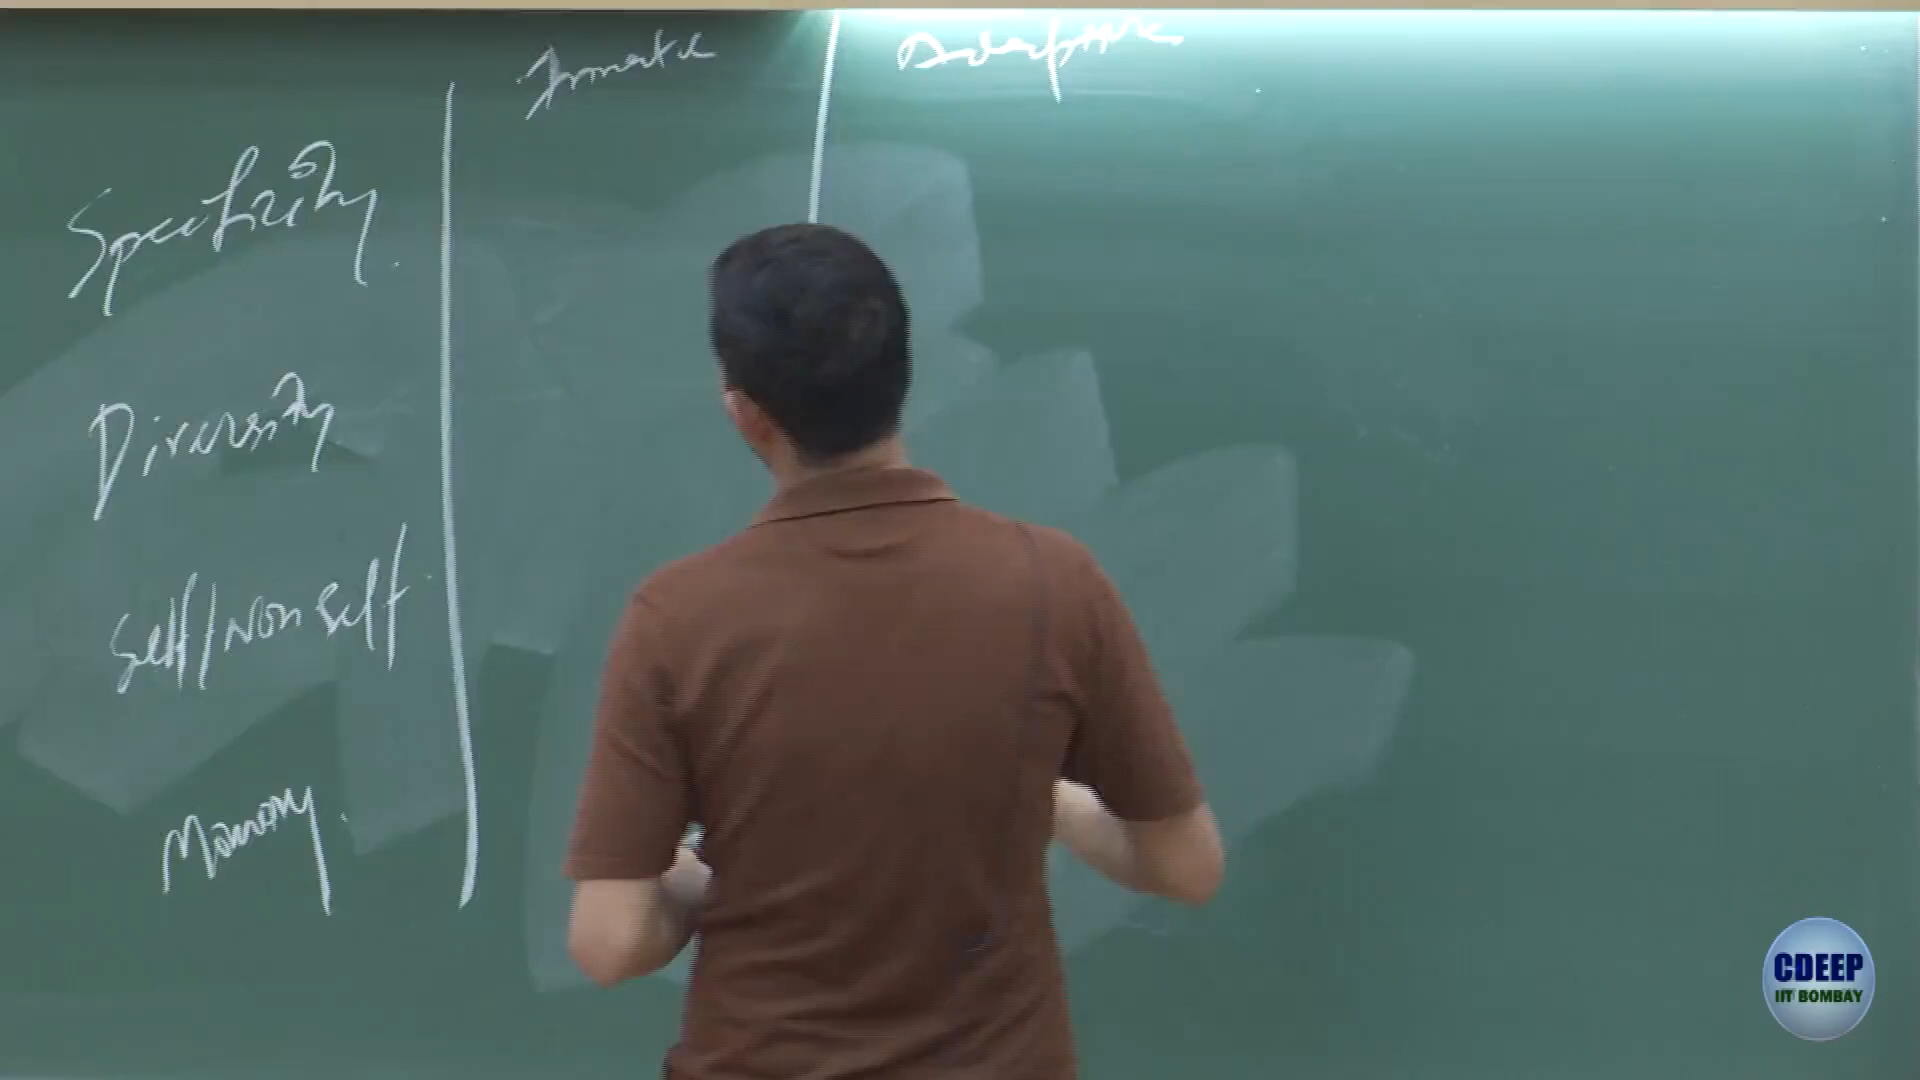 Innate Adaptive
Specificity
Diversity
Self/Non self
Memory
CDEEP
IIT BOMBAY